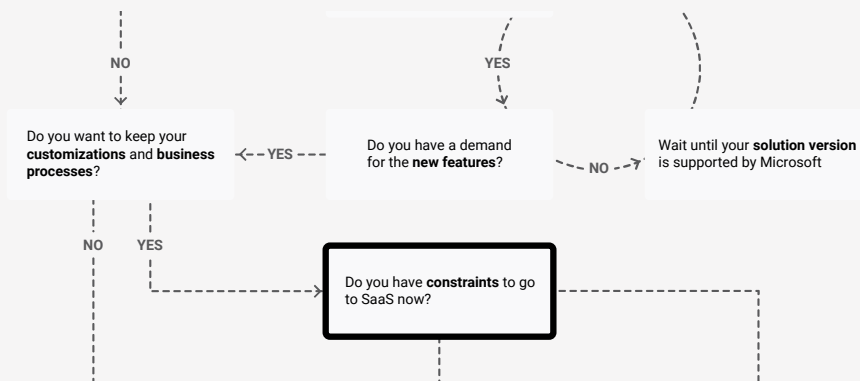 NO
YES
Do you want to keep your
customizations and business
processes?
YES
Do you have a demand
for the new features?
NO
Wait until your solution version
is supported by Microsoft
NO
YES
Do you have constraints to go
to SaaS now?